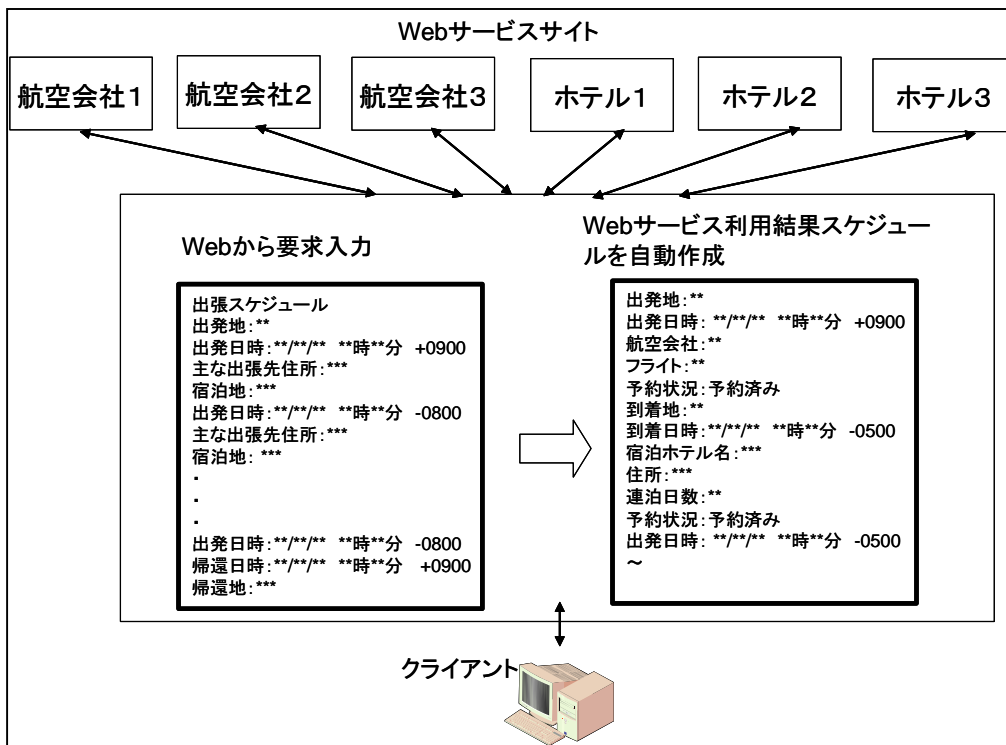 Webサービスサイト
航空会社1
航空会社2
航空会社3
ホテル1
ホテル2
ホテル3
Webから要求入力
出張スケジュール
出発地:**
出発日時:**/**/** **時**分 +0900
主な出張先住所:***
宿泊地:***
出発日時:**/**/** **時**分 -0800
主な出張先住所:***
宿泊地: ***
・
・
・
出発日時:**/**/** **時**分 -0800
帰還日時:**/**/** **時**分 +0900
帰還地:***
Webサービス利用結果スケジュー
ルを自動作成
出発地:**
出発日時: **/**/** **時**分 +0900
航空会社:**
フライト:**
予約状況:予約済み
到着地:**
到着日時:**/**/** **時**分 -0500
宿泊ホテル名:***
住所:***
連泊日数:**
予約状況:予約済み
出発日時: **/**/** **時**分 -0500
~
クライアント